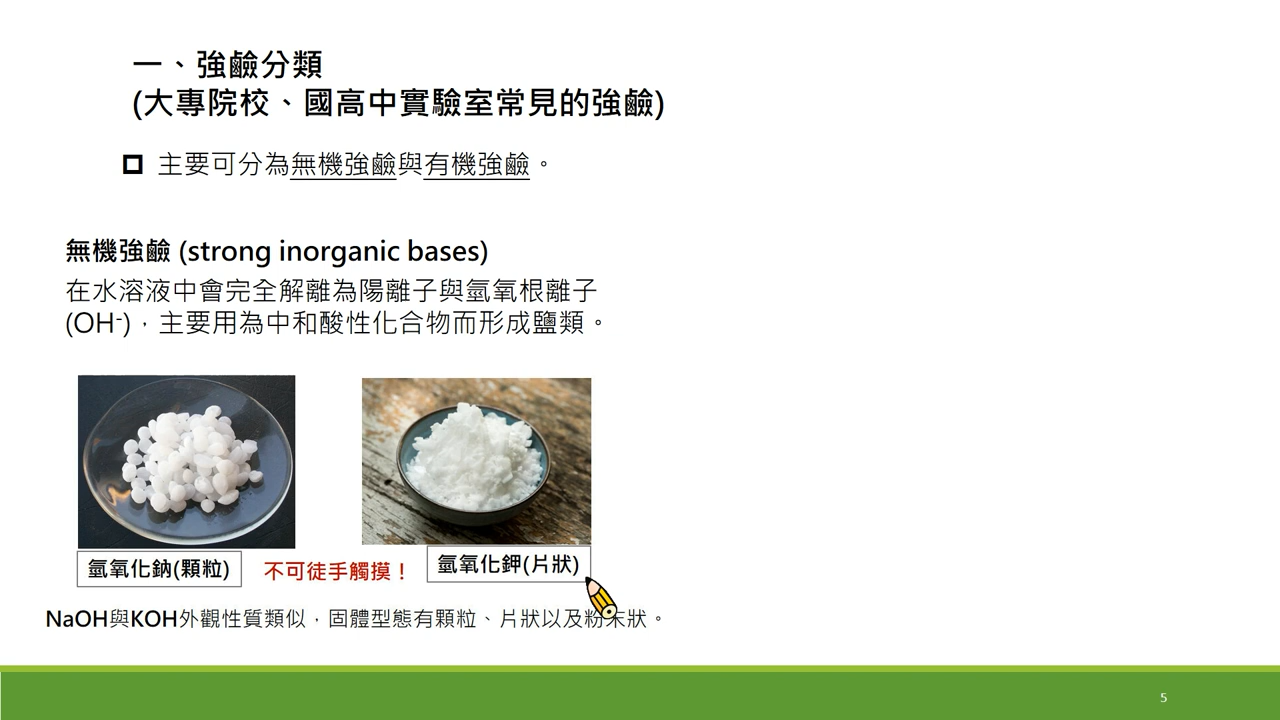 一、強鹼分類
(大專院校、國高中實驗室常見的強鹼)
主要可分為無機強鹼與有機強鹼。
無機強鹼 (strong inorganic bases)
在水溶液中會完全解離為陽離子與氫氧根離子
(OH⁻)，主要用為中和酸性化合物而形成鹽類。
氫氧化鈉(顆粒)
不可徒手觸摸！
氫氧化鉀(片狀)
NaOH與KOH外觀性質類似，固體型態有顆粒、片狀以及粉末狀。
5